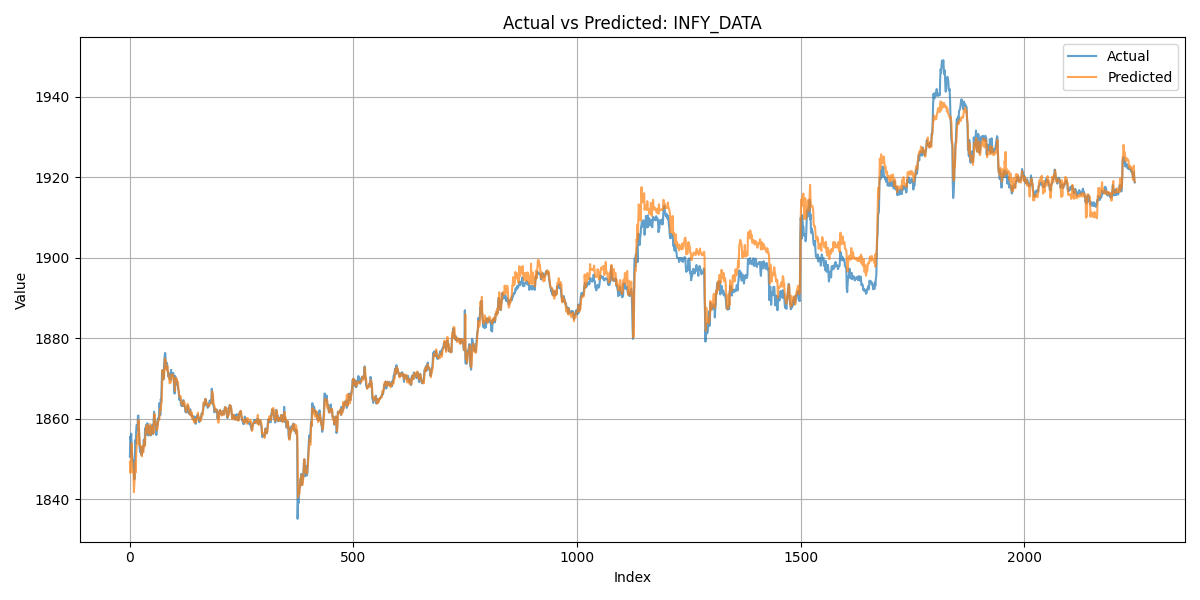 Actual vs Predicted: INFY_DATA
Actual
Predicted
Value
1940
1920
1900
1880
1860
1840
0 500 1000 1500 2000
Index